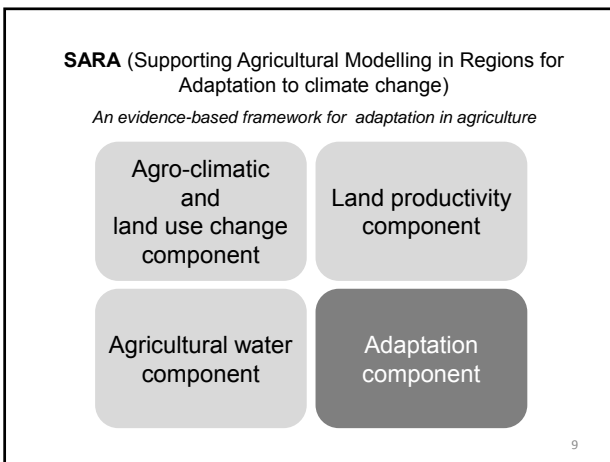 SARA (Supporting Agricultural Modelling in Regions for
Adaptation to climate change)
An evidence-based framework for adaptation in agriculture
Agro-climatic
and
land use change
component
Land productivity
component
Agricultural water
component
Adaptation
component
9